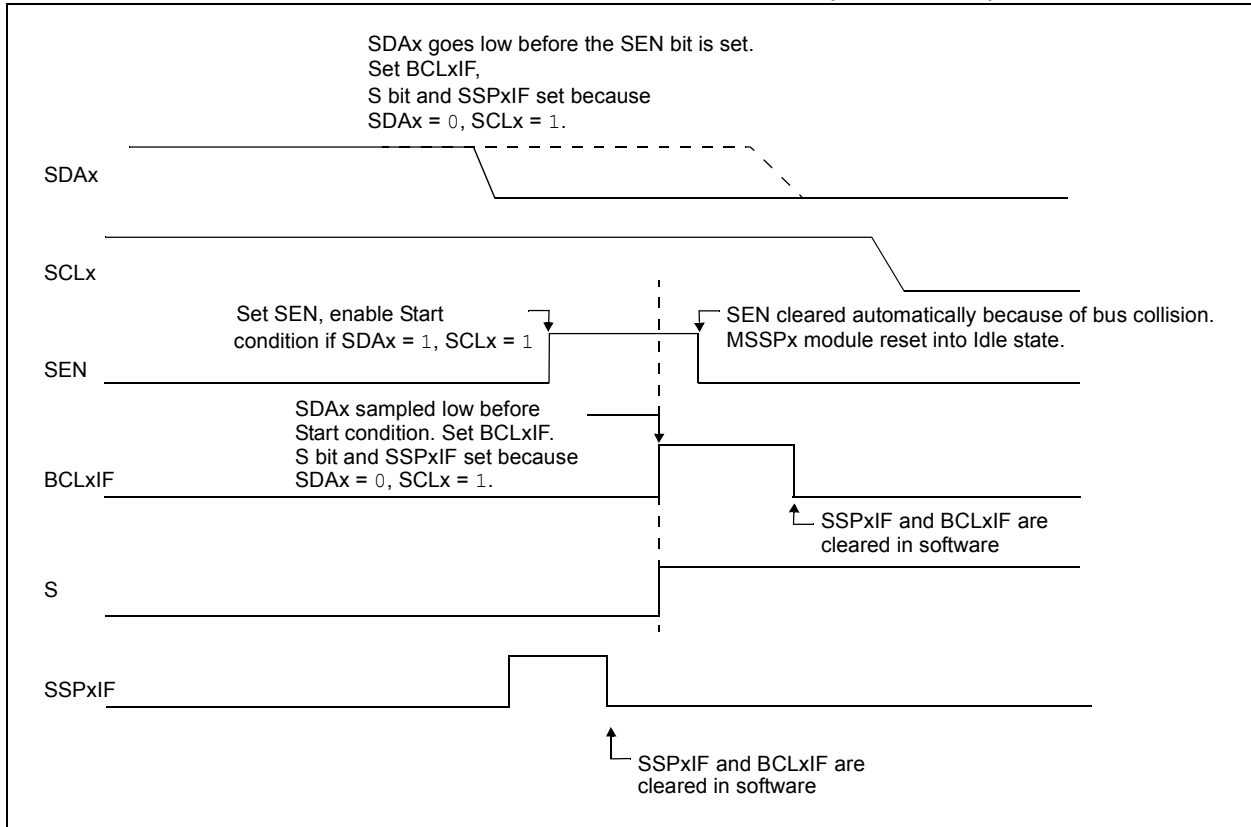 SDAx goes low before the SEN bit is set.
Set BCLxIF,
S bit and SSPxIF set because
SDAx = 0, SCLx = 1.
SDAx
SCLx
Set SEN, enable Start
condition if SDAx = 1, SCLx = 1
SEN cleared automatically because of bus collision.
MSSPx module reset into Idle state.
SEN
SDAx sampled low before
Start condition. Set BCLxIF.
S bit and SSPxIF set because
SDAx = 0, SCLx = 1.
BCLxIF
SSPxIF and BCLxIF are
cleared in software
S
SSPxIF
SSPxIF and BCLxIF are
cleared in software